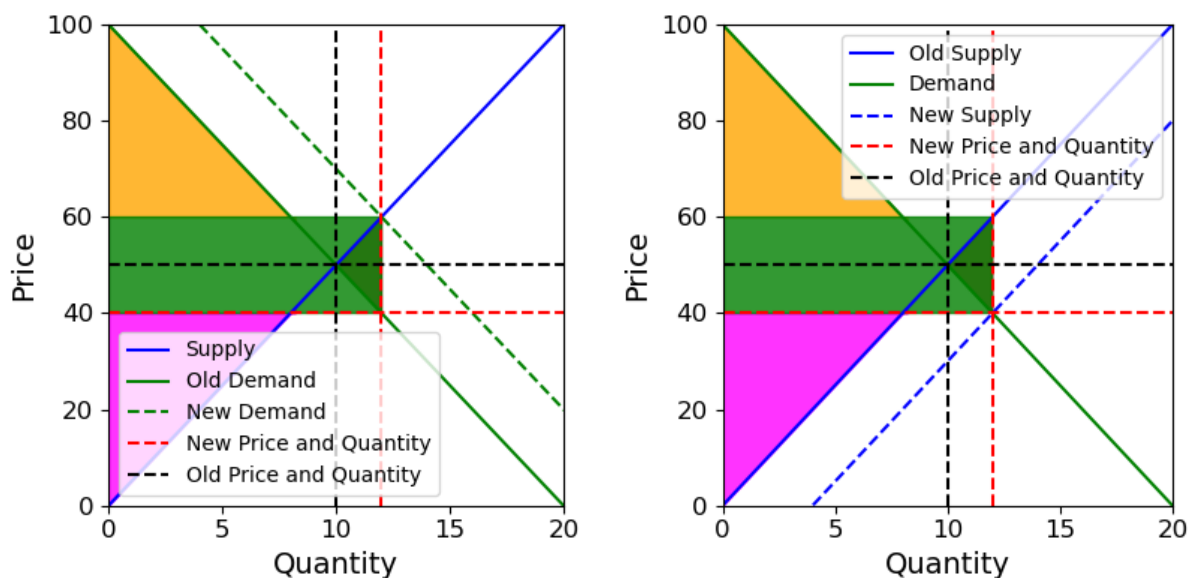 100
80
60
40
20
0
Price
Supply
Old Demand
New Demand
New Price and Quantity
Old Price and Quantity
0 5 10 15 20
Quantity
100
80
60
40
20
0
Price
Old Supply
Demand
New Supply
New Price and Quantity
Old Price and Quantity
0 5 10 15 20
Quantity